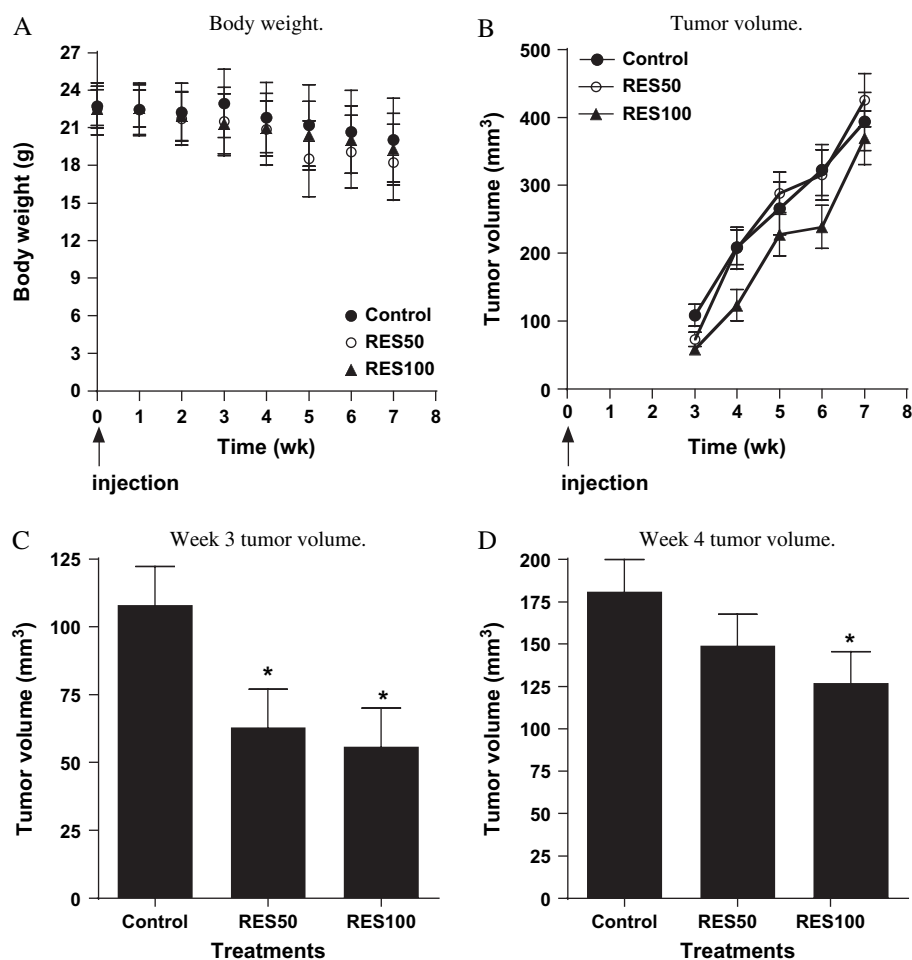 A
Body weight.
27
24
21
18
15
12
9
6
3
0
Body weight (g)
Control
RES50
RES100
0 1 2 3 4 5 6 7 8
Time (wk)
injection
B
Tumor volume.
500
400
300
200
100
0
Tumor volume (mm³)
Control
RES50
RES100
0 1 2 3 4 5 6 7 8
Time (wk)
injection
C
Week 3 tumor volume.
125
100
75
50
25
0
Tumor volume (mm³)
* *
Control RES50 RES100
Treatments
D
Week 4 tumor volume.
200
175
150
125
100
75
50
25
0
Tumor volume (mm³)
*
Control RES50 RES100
Treatments